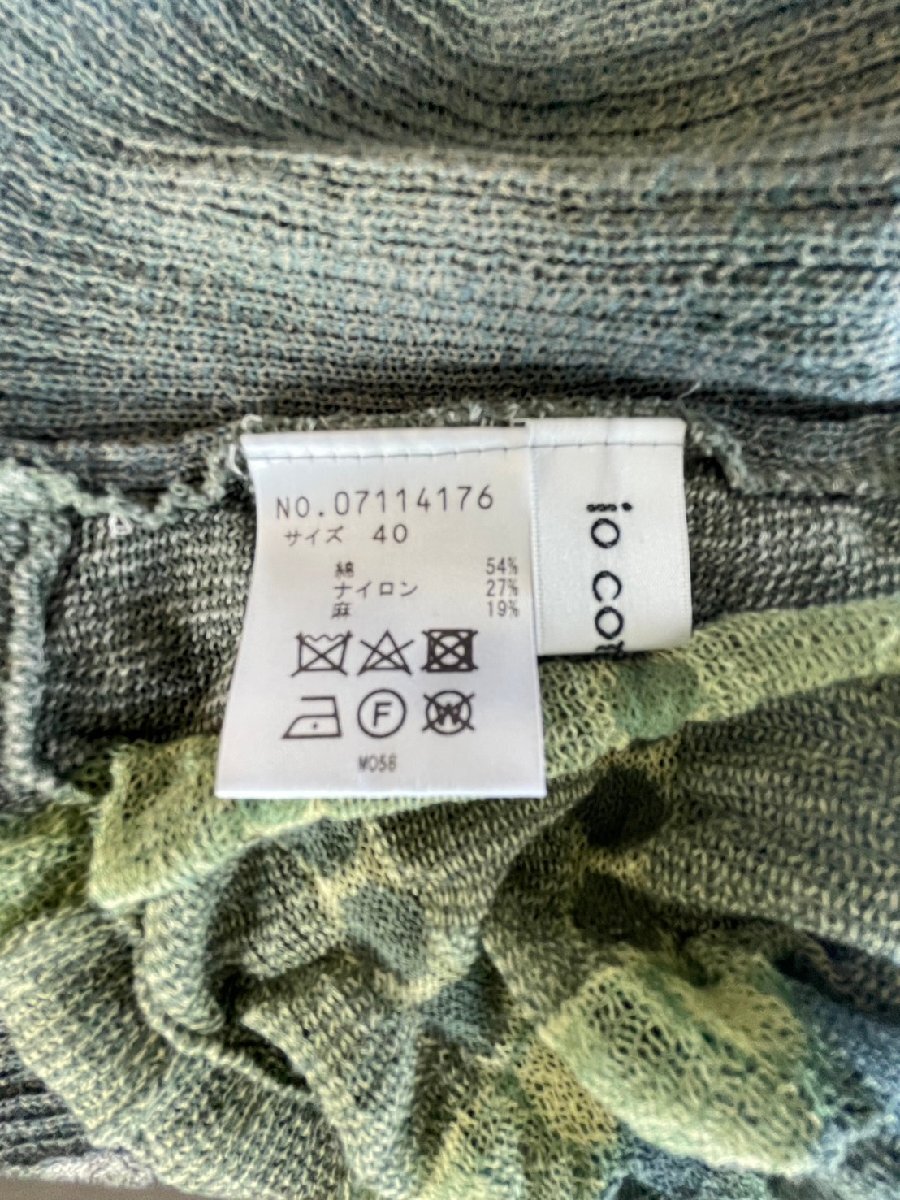 NO.07114176
サイズ 40
綿 54%
ナイロン 27%
麻 19%
F
W
M056
io co